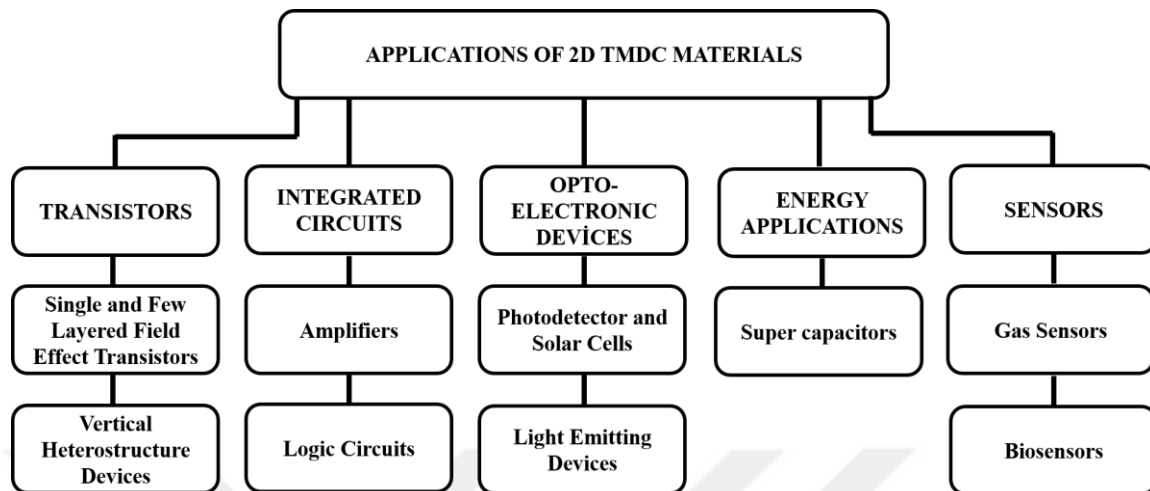 APPLICATIONS OF 2D TMDC MATERIALS
TRANSISTORS
INTEGRATED
CIRCUITS
OPTO-
ELECTRONIC
DEVİCES
ENERGY
APPLICATIONS
SENSORS
Single and Few
Layered Field
Effect Transistors
Amplifiers
Photodetector and
Solar Cells
Super capacitors
Gas Sensors
Vertical
Heterostructure
Devices
Logic Circuits
Light Emitting
Devices
Biosensors